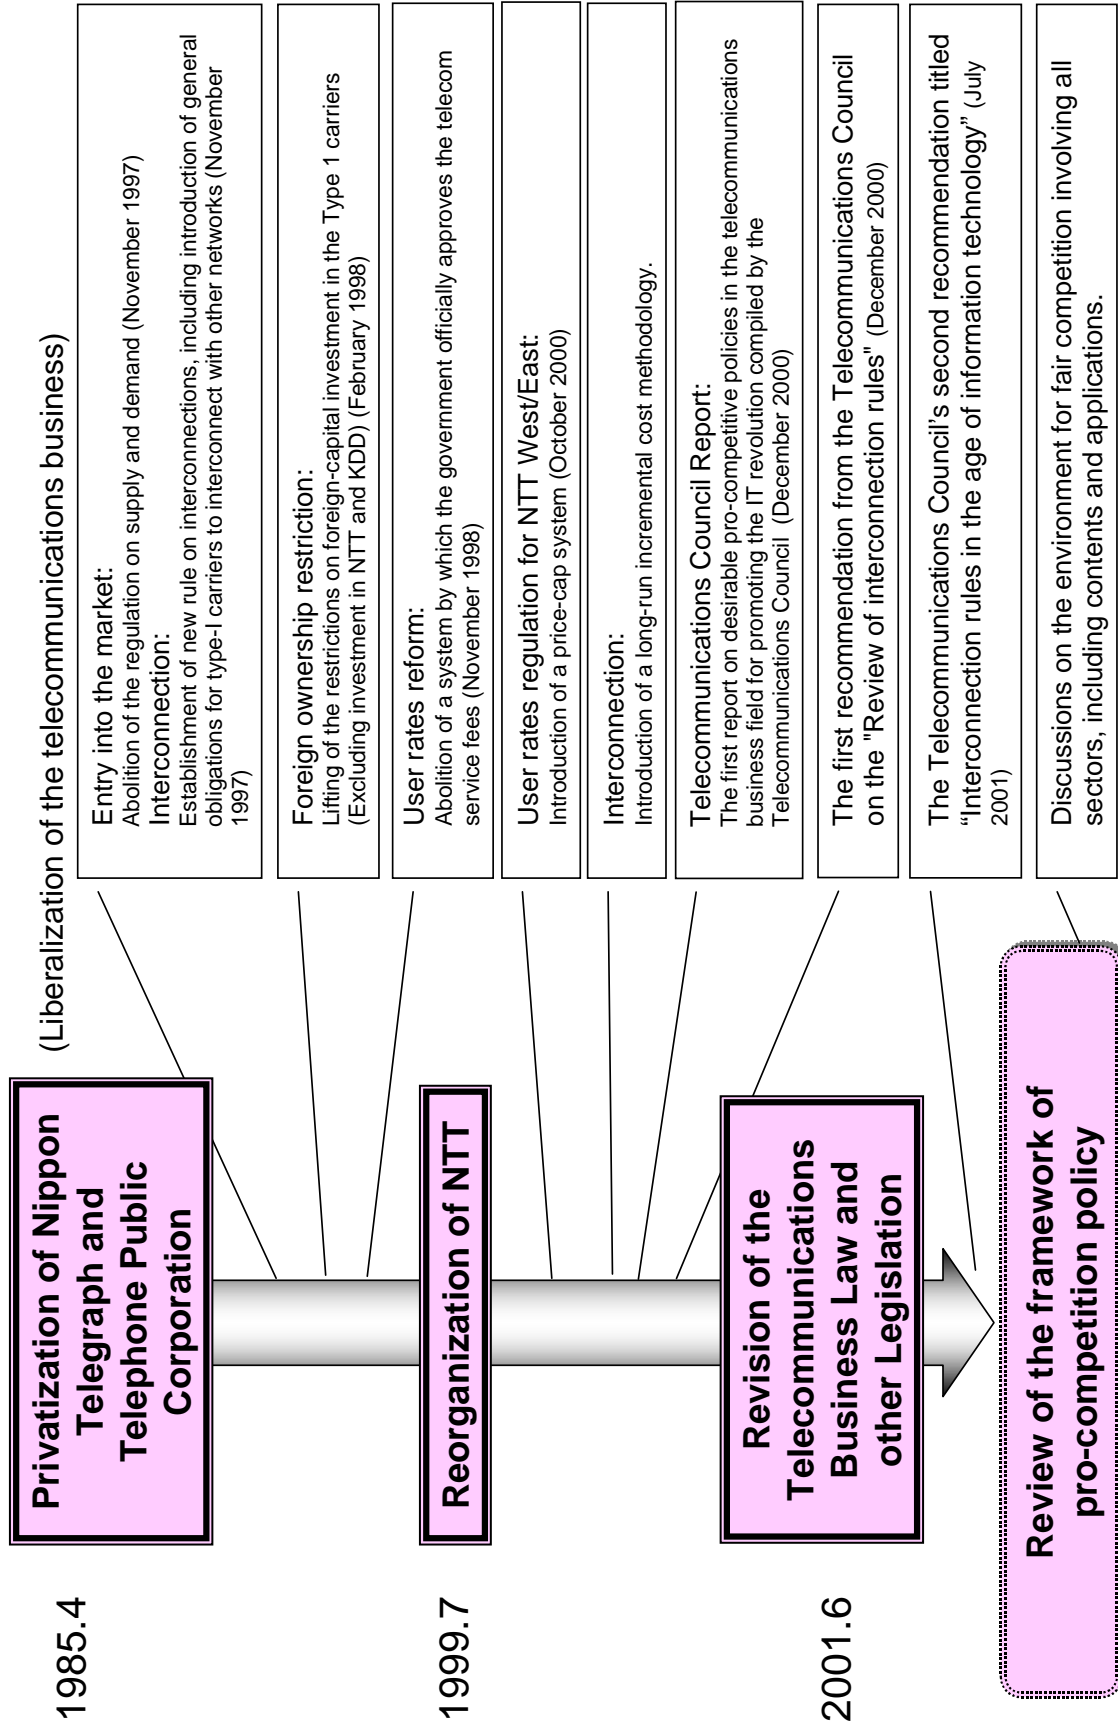 (Liberalization of the telecommunications business)
1985.4
Privatization of Nippon
Telegraph and
Telephone Public
Corporation
Entry into the market:
Abolition of the regulation on supply and demand (November 1997)
Interconnection:
Establishment of new rule on interconnections, including introduction of general
obligations for type-I carriers to interconnect with other networks (November
1997)
Foreign ownership restriction:
Lifting of the restrictions on foreign-capital investment in the Type 1 carriers
(Excluding investment in NTT and KDD) (February 1998)
User rates reform:
Abolition of a system by which the government officially approves the telecom
service fees (November 1998)
1999.7
Reorganization of NTT
User rates regulation for NTT West/East:
Introduction of a price-cap system (October 2000)
Interconnection:
Introduction of a long-run incremental cost methodology.
Telecommunications Council Report:
The first report on desirable pro-competitive policies in the telecommunications
business field for promoting the IT revolution compiled by the
Telecommunications Council (December 2000)
2001.6
Revision of the
Telecommunications
Business Law and
other Legislation
The first recommendation from the Telecommunications Council
on the "Review of interconnection rules" (December 2000)
The Telecommunications Council's second recommendation titled
“Interconnection rules in the age of information technology” (July
2001)
Review of the framework of
pro-competition policy
Discussions on the environment for fair competition involving all
sectors, including contents and applications.